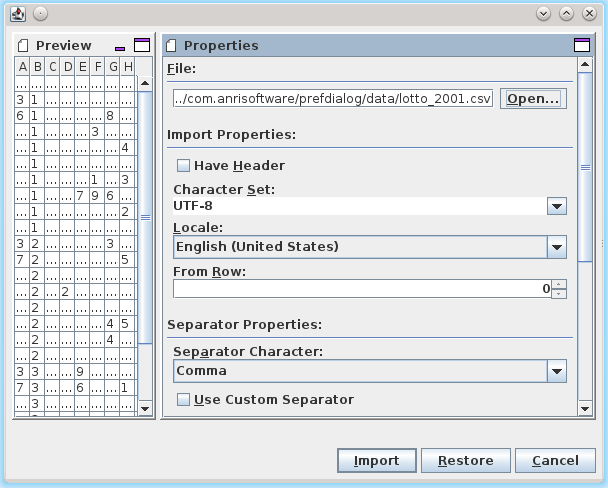 Preview
A B C D E F G H
... ... ... ... ... ... ... ...
3 1 ... ... ... ... ... ...
6 1 ... ... ... ... 8 ...
... 1 ... ... ... 3 ... ...
... 1 ... ... ... ... ... 4
... 1 ... ... ... ... ... ...
... 1 ... ... ... 1 ... 3
... 1 ... ... 7 9 6 ...
... 1 ... ... ... ... ... 2
... 1 ... ... ... ... ... ...
3 2 ... ... ... ... 3 ...
7 2 ... ... ... ... ... 5
... 2 ... ... ... ... ... ...
... 2 ... 2 ... ... ... ...
... 2 ... ... ... ... ... ...
... 2 ... ... ... ... 4 5
... 2 ... ... ... ... 4 ...
... 2 ... ... ... ... ... ...
3 3 ... ... 9 ... ... ...
7 3 ... ... 6 ... ... 1
... 3 ... ... ... ... ... ...
Properties
File:
../com.anrisoftware/prefdialog/data/lotto_2001.csv Open...
Import Properties:
Have Header
Character Set:
UTF-8
Locale:
English (United States)
From Row:
0
Separator Properties:
Separator Character:
Comma
Use Custom Separator
Import Restore Cancel